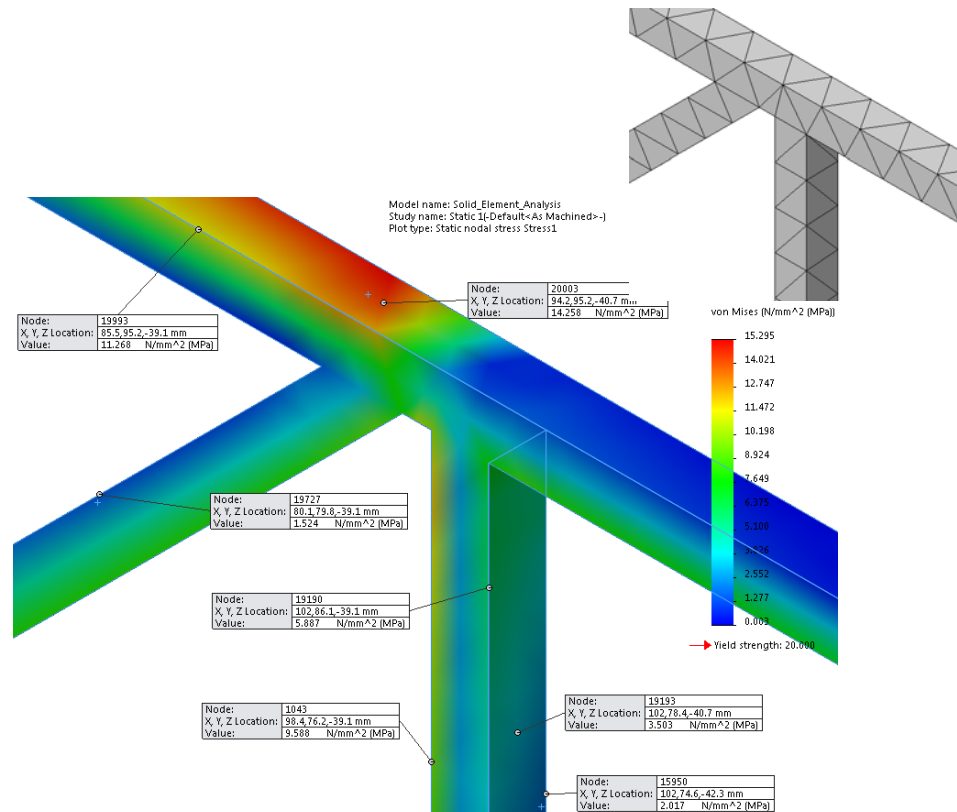 Model name: Solid_Element_Analysis
Study name: Static 1(-Default<As Machined>-)
Plot type: Static nodal stress Stress1
Node: 20003
X, Y, Z Location: 94.2,95.2,-40.7 mm
Value: 14.258 N/mm^2 (MPa)
Node: 19993
X, Y, Z Location: 85.5,95.2,-39.1 mm
Value: 11.268 N/mm^2 (MPa)
von Mises (N/mm^2 (MPa))
15.295
14.021
12.747
11.472
10.198
8.924
7.649
6.375
5.100
3.826
2.552
1.277
0.003
Yield strength: 20.000
Node: 19727
X, Y, Z Location: 80.1,79.8,-39.1 mm
Value: 1.524 N/mm^2 (MPa)
Node: 19190
X, Y, Z Location: 102,86.1,-39.1 mm
Value: 5.887 N/mm^2 (MPa)
Node: 1043
X, Y, Z Location: 98.4,76.2,-39.1 mm
Value: 9.588 N/mm^2 (MPa)
Node: 19193
X, Y, Z Location: 102,78.4,-40.7 mm
Value: 3.503 N/mm^2 (MPa)
Node: 15950
X, Y, Z Location: 102,74.6,-42.3 mm
Value: 2.017 N/mm^2 (MPa)